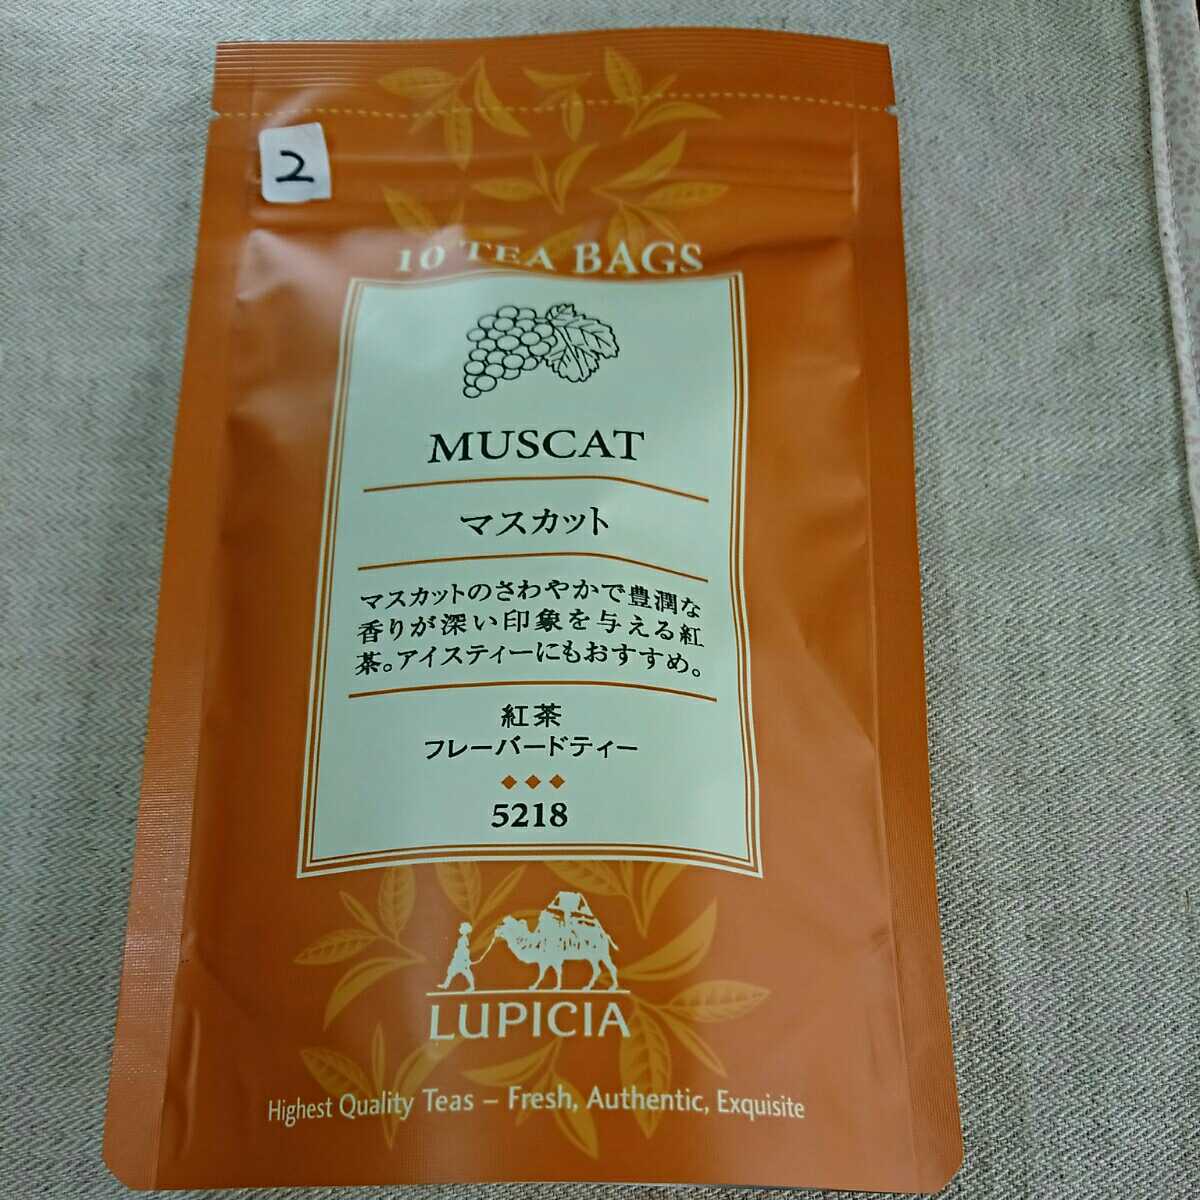 2
10 TEA BAGS
MUSCAT
マスカット
マスカットのさわやかで豊潤な
香りが深い印象を与える紅
茶。アイスティーにもおすすめ。
紅茶
フレーバードティー
5218
LUPICIA
Highest Quality Teas – Fresh, Authentic, Exquisite